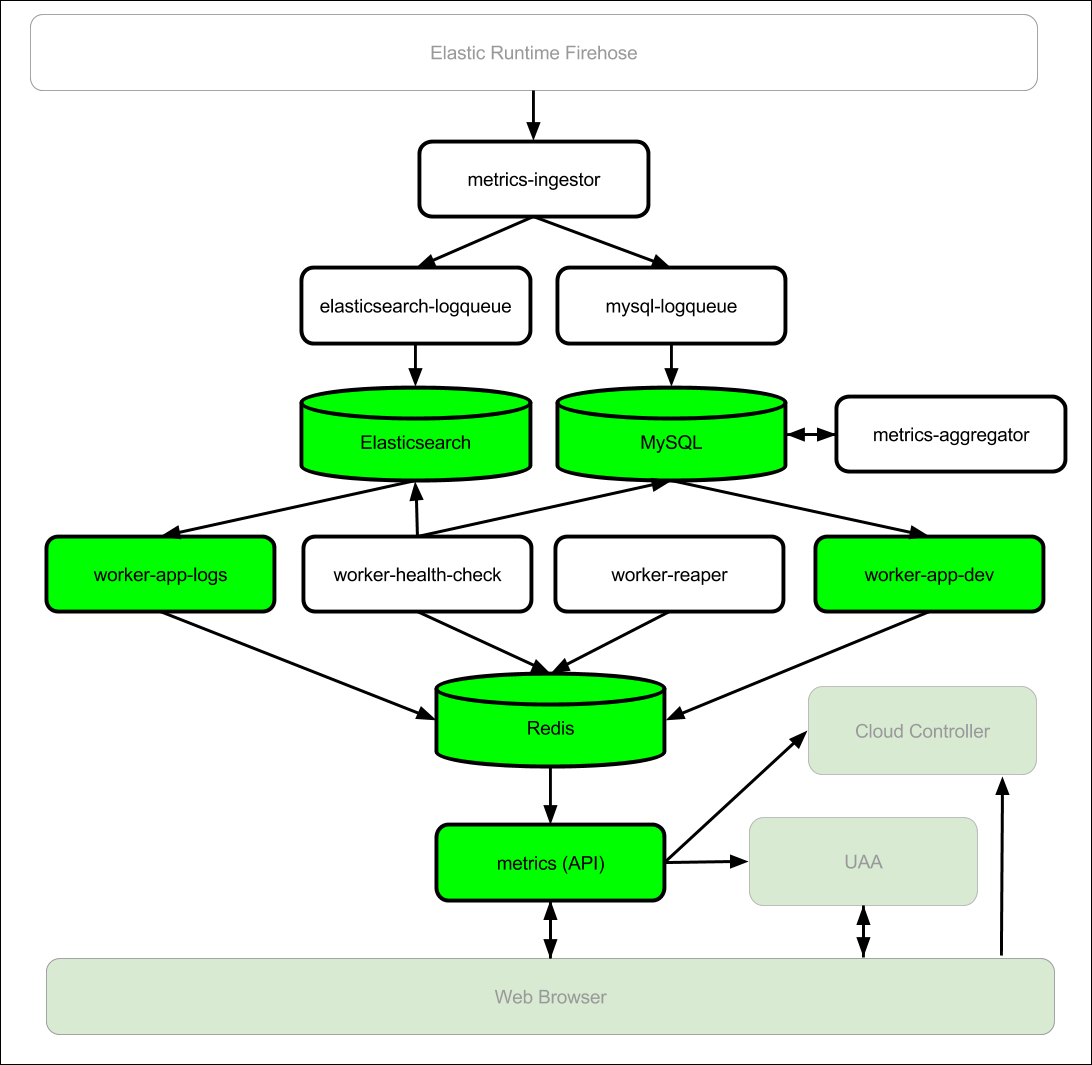 Elastic Runtime Firehose
metrics-ingestor
elasticsearch-logqueue
mysql-logqueue
Elasticsearch
MySQL
metrics-aggregator
worker-app-logs
worker-health-check
worker-reaper
worker-app-dev
Redis
Cloud Controller
metrics (API)
UAA
Web Browser